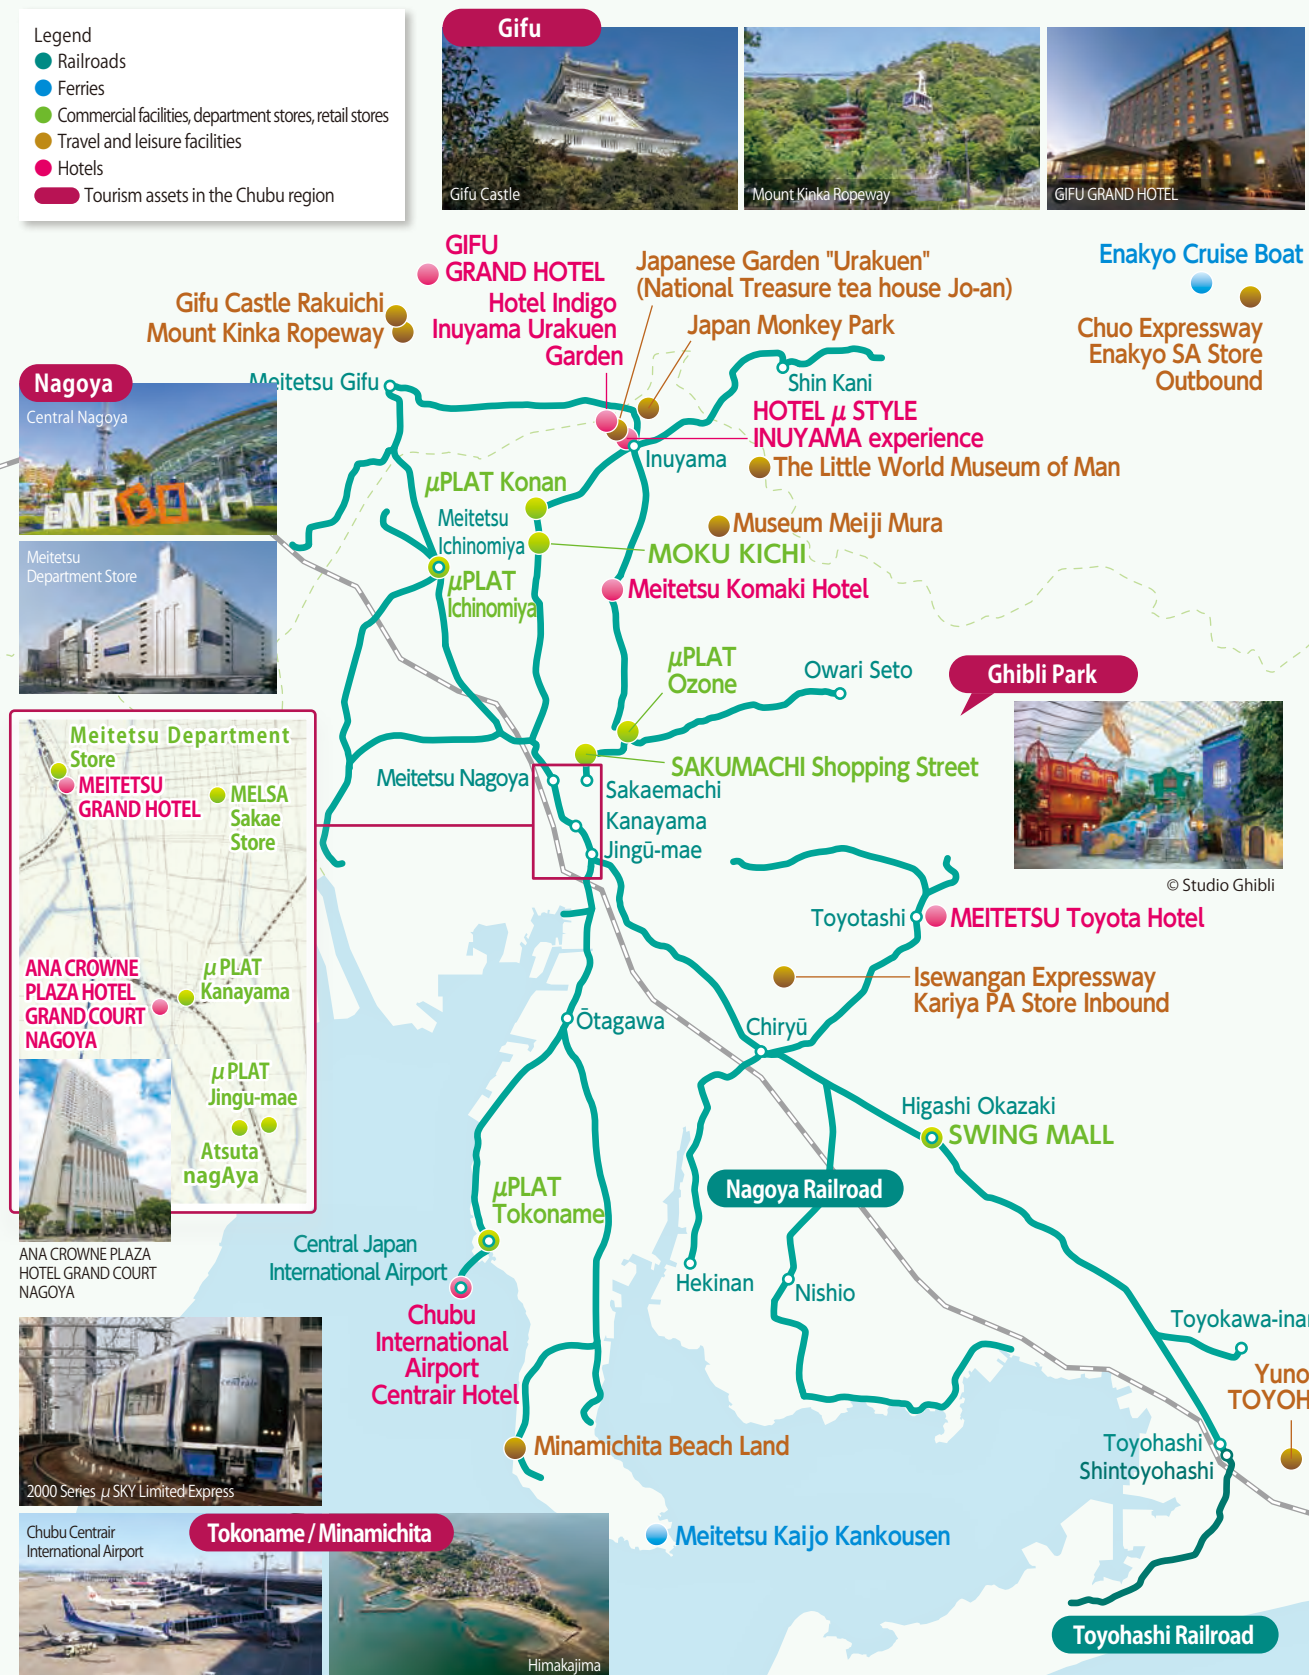 Legend
Railroads
Ferries
Commercial facilities, department stores, retail stores
Travel and leisure facilities
Hotels
Tourism assets in the Chubu region
Gifu
Gifu Castle
Mount Kinka Ropeway
GIFU GRAND HOTEL
GIFU
GRAND HOTEL
Hotel Indigo
Inuyama Urakuen
Garden
Japanese Garden "Urakuen"
(National Treasure tea house Jo-an)
Japan Monkey Park
Enakyo Cruise Boat
Chuo Expressway
Enakyo SA Store
Outbound
Gifu Castle Rakuichi
Mount Kinka Ropeway
Nagoya
Central Nagoya
NAGOYA
Meitetsu
Department Store
Meitetsu Gifu
Shin Kani
HOTEL μ STYLE
INUYAMA experience
Inuyama
The Little World Museum of Man
μPLAT Konan
Museum Meiji Mura
Meitetsu
Ichinomiya
MOKU KICHI
μPLAT
Ichinomiya
Meitetsu Komaki Hotel
μPLAT
Ozone
Owari Seto
Ghibli Park
© Studio Ghibli
SAKUMACHI Shopping Street
Meitetsu Nagoya
Sakaemachi
Kanayama
Jingū-mae
Meitetsu Department
Store
MEITETSU
GRAND HOTEL
MELSA
Sakae
Store
ANA CROWNE
PLAZA HOTEL
GRAND COURT
NAGOYA
μPLAT
Kanayama
μPLAT
Jingu-mae
Atsuta
nagAya
ANA CROWNE PLAZA
HOTEL GRAND COURT
NAGOYA
Toyotashi
MEITETSU Toyota Hotel
Isewangan Expressway
Kariya PA Store Inbound
Ōtagawa
Chiryū
Higashi Okazaki
SWING MALL
Nagoya Railroad
μPLAT
Tokoname
Central Japan
International Airport
Chubu
International
Airport
Centrair Hotel
Hekinan
Nishio
Toyokawa-inar
Yuno
TOYOH
Toyohashi
Shintoyohashi
Minamichita Beach Land
centrair
2000 Series μ SKY Limited Express
Tokoname / Minamichita
Chubu Centrair
International Airport
Himakajima
Meitetsu Kaijo Kankousen
Toyohashi Railroad